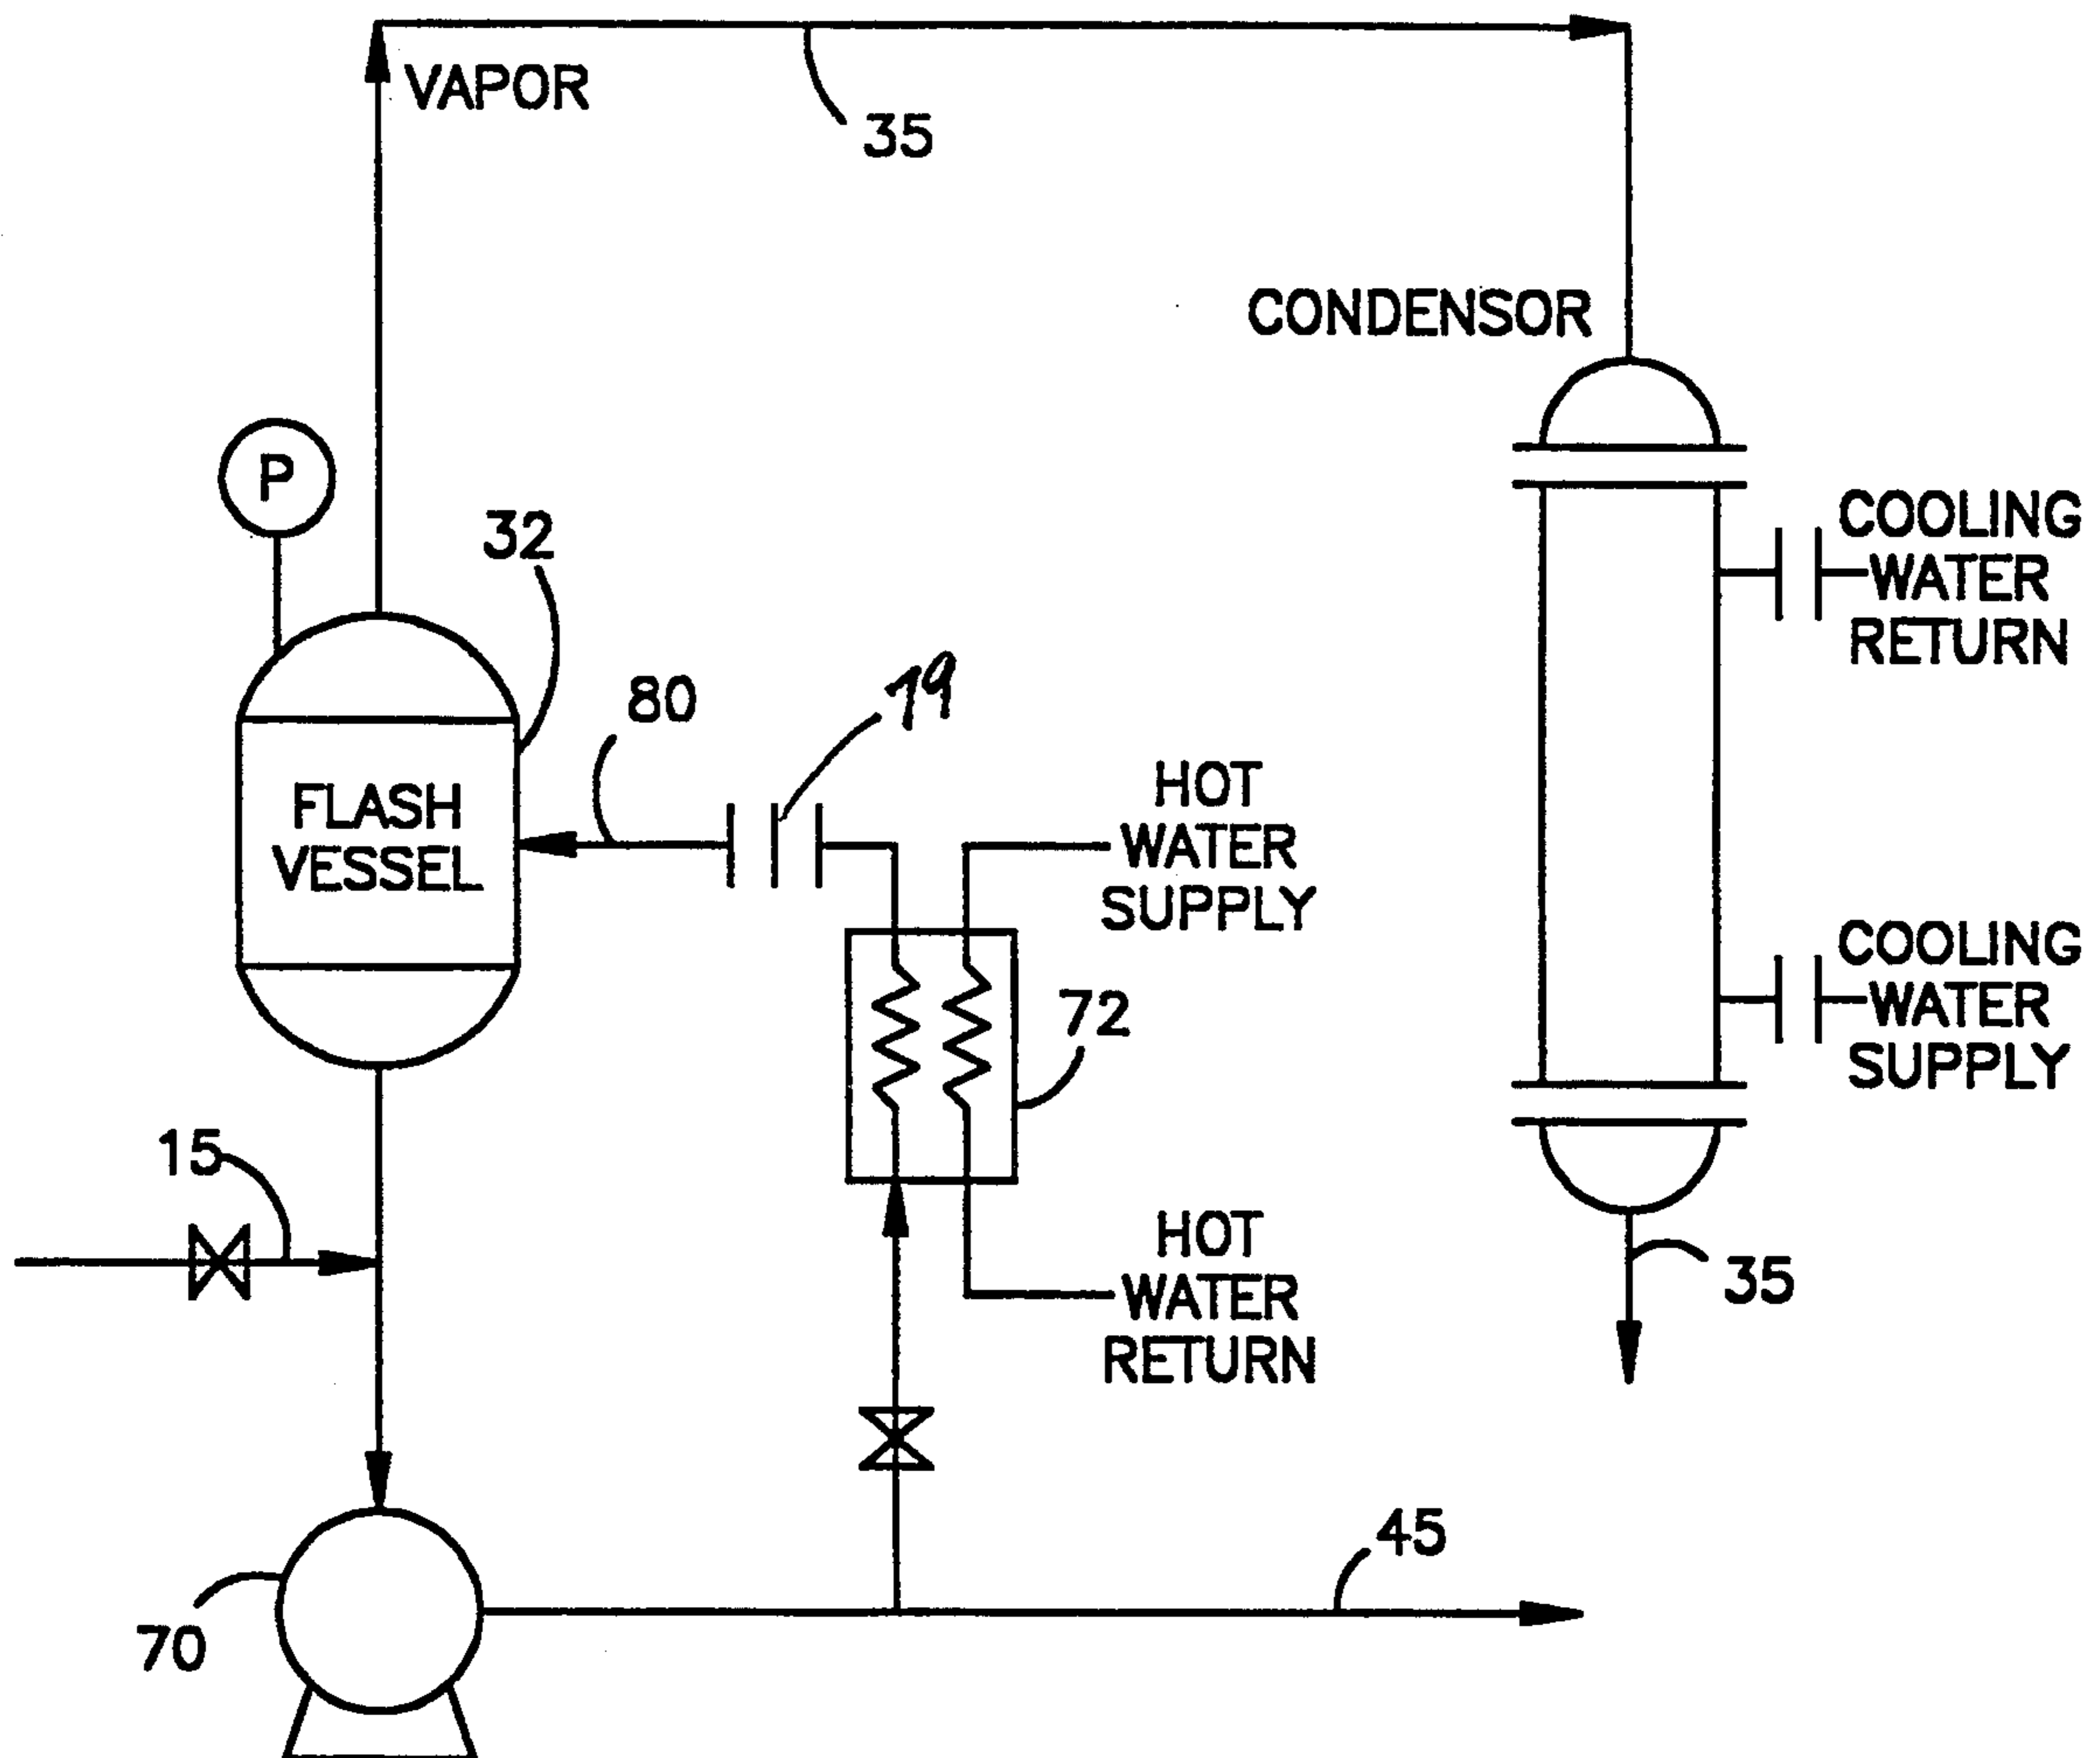 VAPOR
35
CONDENSOR
P
32
COOLING
WATER
RETURN
80
79
HOT
WATER
SUPPLY
FLASH
VESSEL
COOLING
WATER
SUPPLY
72
15
HOT
WATER
RETURN
35
45
70